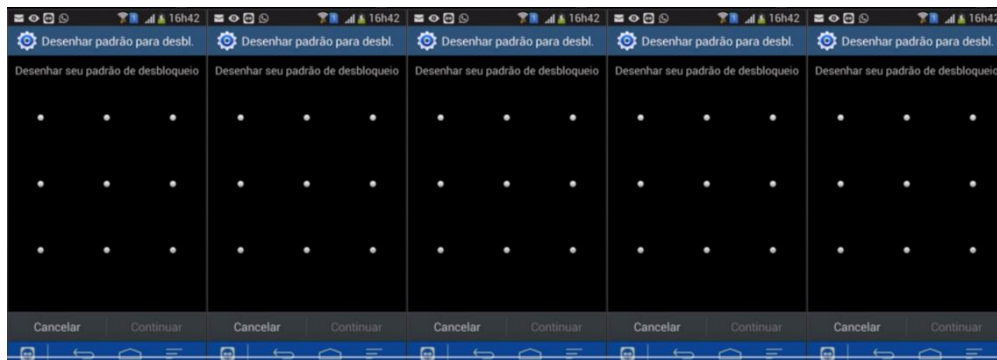 16h42 16h42 16h42 16h42 16h42
Desenhar padrão para desbl. Desenhar padrão para desbl. Desenhar padrão para desbl. Desenhar padrão para desbl. Desenhar padrão para desbl.
Desenhar seu padrão de desbloqueio Desenhar seu padrão de desbloqueio Desenhar seu padrão de desbloqueio Desenhar seu padrão de desbloqueio Desenhar seu padrão de desbloqueio
Cancelar Continuar Cancelar Continuar Cancelar Continuar Cancelar Continuar Cancelar Continuar